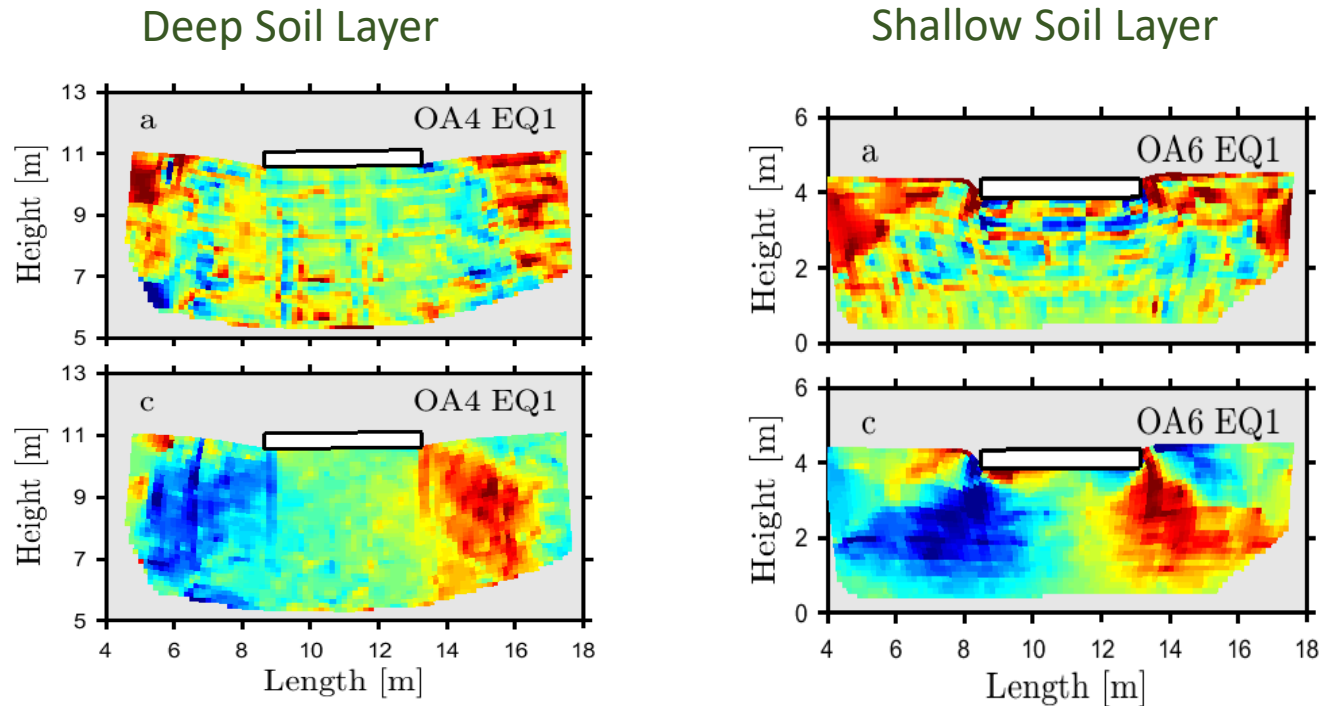 Deep Soil Layer
Shallow Soil Layer
a
OA4 EQ1
13
11
9
7
5
Height [m]
c
OA4 EQ1
13
11
9
7
5
Height [m]
4 6 8 10 12 14 16 18
Length [m]
a
OA6 EQ1
6
4
2
0
Height [m]
c
OA6 EQ1
6
4
2
0
Height [m]
4 6 8 10 12 14 16 18
Length [m]